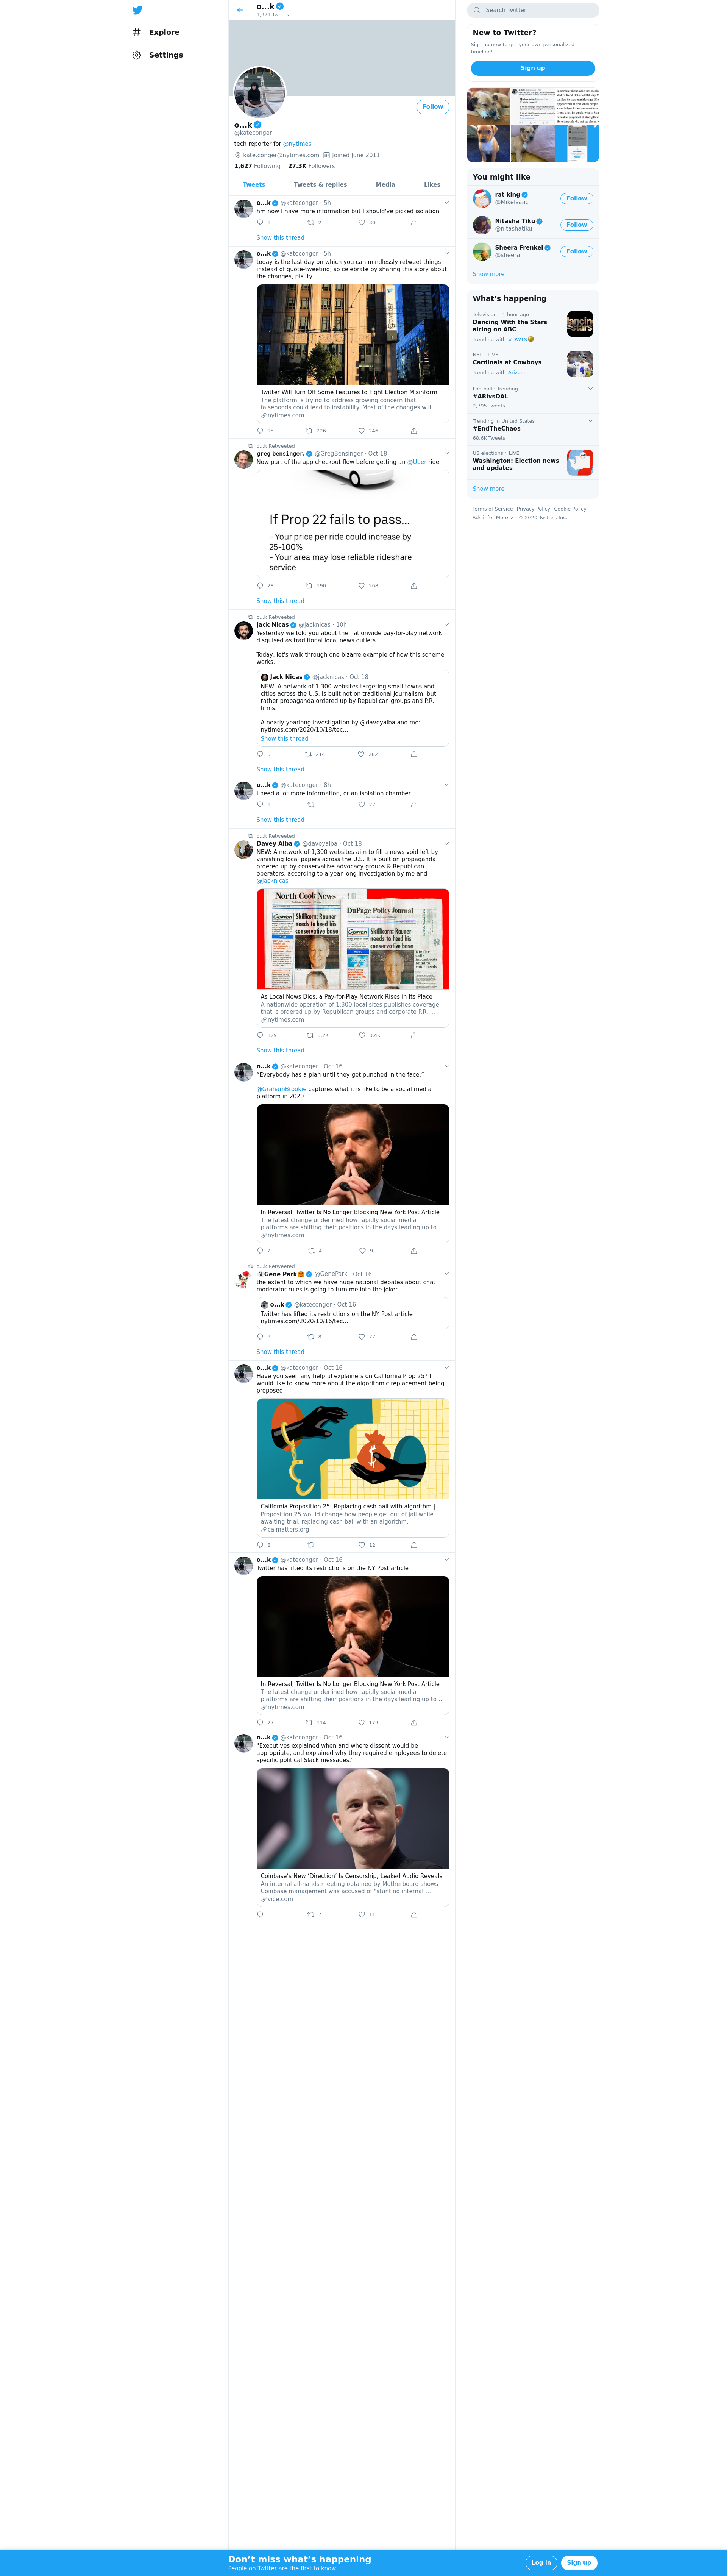 Explore
Settings
o...k
1,971 Tweets
Follow
o...k
@kateconger
tech reporter for @nytimes
kate.conger@nytimes.com Joined June 2011
1,627 Following 27.3K Followers
Tweets Tweets & replies Media Likes
o...k @kateconger · 5h
hm now I have more information but I should've picked isolation
1 2 30
Show this thread
o...k @kateconger · 5h
today is the last day on which you can mindlessly retweet things
instead of quote-tweeting, so celebrate by sharing this story about
the changes, pls, ty
Twitter Will Turn Off Some Features to Fight Election Misinform...
The platform is trying to address growing concern that
falsehoods could lead to instability. Most of the changes will ...
nytimes.com
15 226 246
o...k Retweeted
greg bensinger. @GregBensinger · Oct 18
Now part of the app checkout flow before getting an @Uber ride
If Prop 22 fails to pass...
- Your price per ride could increase by
25-100%
- Your area may lose reliable rideshare
service
28 190 268
Show this thread
o...k Retweeted
Jack Nicas @jacknicas · 10h
Yesterday we told you about the nationwide pay-for-play network
disguised as traditional local news outlets.
Today, let's walk through one bizarre example of how this scheme
works.
Jack Nicas @jacknicas · Oct 18
NEW: A network of 1,300 websites targeting small towns and
cities across the U.S. is built not on traditional journalism, but
rather propaganda ordered up by Republican groups and P.R.
firms.
A nearly yearlong investigation by @daveyalba and me:
nytimes.com/2020/10/18/tec...
Show this thread
5 214 282
Show this thread
o...k @kateconger · 8h
I need a lot more information, or an isolation chamber
1 27
Show this thread
o...k Retweeted
Davey Alba @daveyalba · Oct 18
NEW: A network of 1,300 websites aim to fill a news void left by
vanishing local papers across the U.S. It is built on propaganda
ordered up by conservative advocacy groups & Republican
operators, according to a year-long investigation by me and
@jacknicas
North Cook News
DuPage Policy Journal
Opinion
Skillicorn: Rauner
needs to heed his
conservative base
Opinion
Skillicorn: Rauner
needs to heed his
conservative base
As Local News Dies, a Pay-for-Play Network Rises in Its Place
A nationwide operation of 1,300 local sites publishes coverage
that is ordered up by Republican groups and corporate P.R. ...
nytimes.com
129 3.2K 3.4K
Show this thread
o...k @kateconger · Oct 16
“Everybody has a plan until they get punched in the face.”
@GrahamBrookie captures what it is like to be a social media
platform in 2020.
In Reversal, Twitter Is No Longer Blocking New York Post Article
The latest change underlined how rapidly social media
platforms are shifting their positions in the days leading up to ...
nytimes.com
2 4 9
o...k Retweeted
Gene Park @GenePark · Oct 16
the extent to which we have huge national debates about chat
moderator rules is going to turn me into the joker
o...k @kateconger · Oct 16
Twitter has lifted its restrictions on the NY Post article
nytimes.com/2020/10/16/tec...
3 8 77
Show this thread
o...k @kateconger · Oct 16
Have you seen any helpful explainers on California Prop 25? I
would like to know more about the algorithmic replacement being
proposed
California Proposition 25: Replacing cash bail with algorithm | ...
Proposition 25 would change how people get out of jail while
awaiting trial, replacing cash bail with an algorithm.
calmatters.org
8 12
o...k @kateconger · Oct 16
Twitter has lifted its restrictions on the NY Post article
In Reversal, Twitter Is No Longer Blocking New York Post Article
The latest change underlined how rapidly social media
platforms are shifting their positions in the days leading up to ...
nytimes.com
27 114 179
o...k @kateconger · Oct 16
“Executives explained when and where dissent would be
appropriate, and explained why they required employees to delete
specific political Slack messages.”
Coinbase's New ‘Direction’ Is Censorship, Leaked Audio Reveals
An internal all-hands meeting obtained by Motherboard shows
Coinbase management was accused of “stunting internal ...
vice.com
7 11
Search Twitter
New to Twitter?
Sign up now to get your own personalized
timeline!
Sign up
You might like
rat king
@MikeIsaac
Follow
Nitasha Tiku
@nitashatiku
Follow
Sheera Frenkel
@sheeraf
Follow
Show more
What's happening
Television · 1 hour ago
Dancing With the Stars
airing on ABC
Trending with #DWTS
NFL · LIVE
Cardinals at Cowboys
Trending with Arizona
Football · Trending
#ARIvsDAL
2,795 Tweets
Trending in United States
#EndTheChaos
68.6K Tweets
US elections · LIVE
Washington: Election news
and updates
Show more
Terms of Service Privacy Policy Cookie Policy
Ads info More © 2020 Twitter, Inc.
Don't miss what's happening
People on Twitter are the first to know.
Log in Sign up